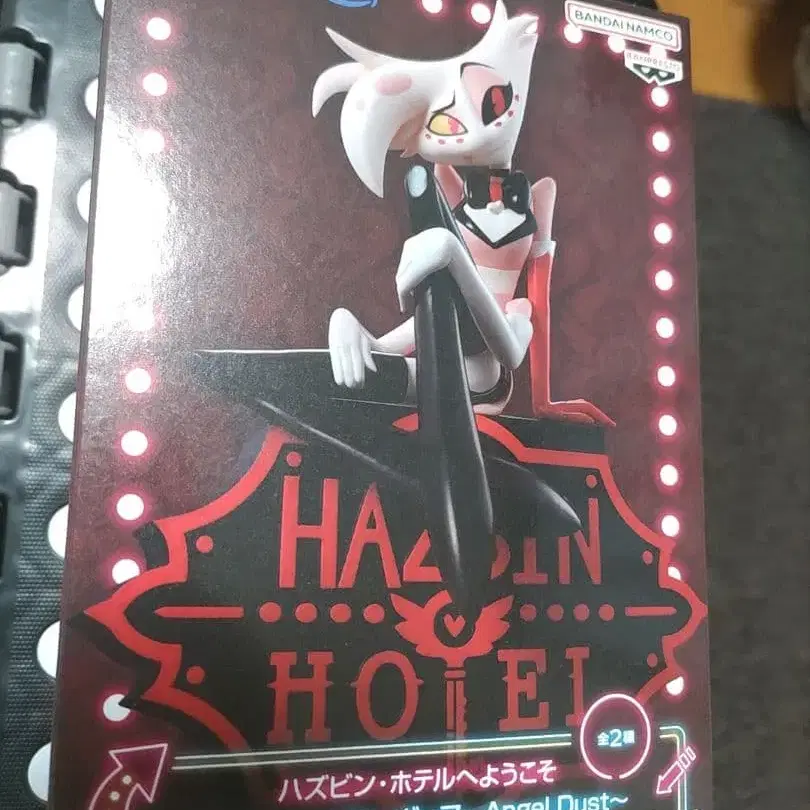 BANDAI NAMCO
BANPRESTO
HAZBIN
HOTEL
全2種
ハズビン・ホテルへようこそ
Angel Dust～